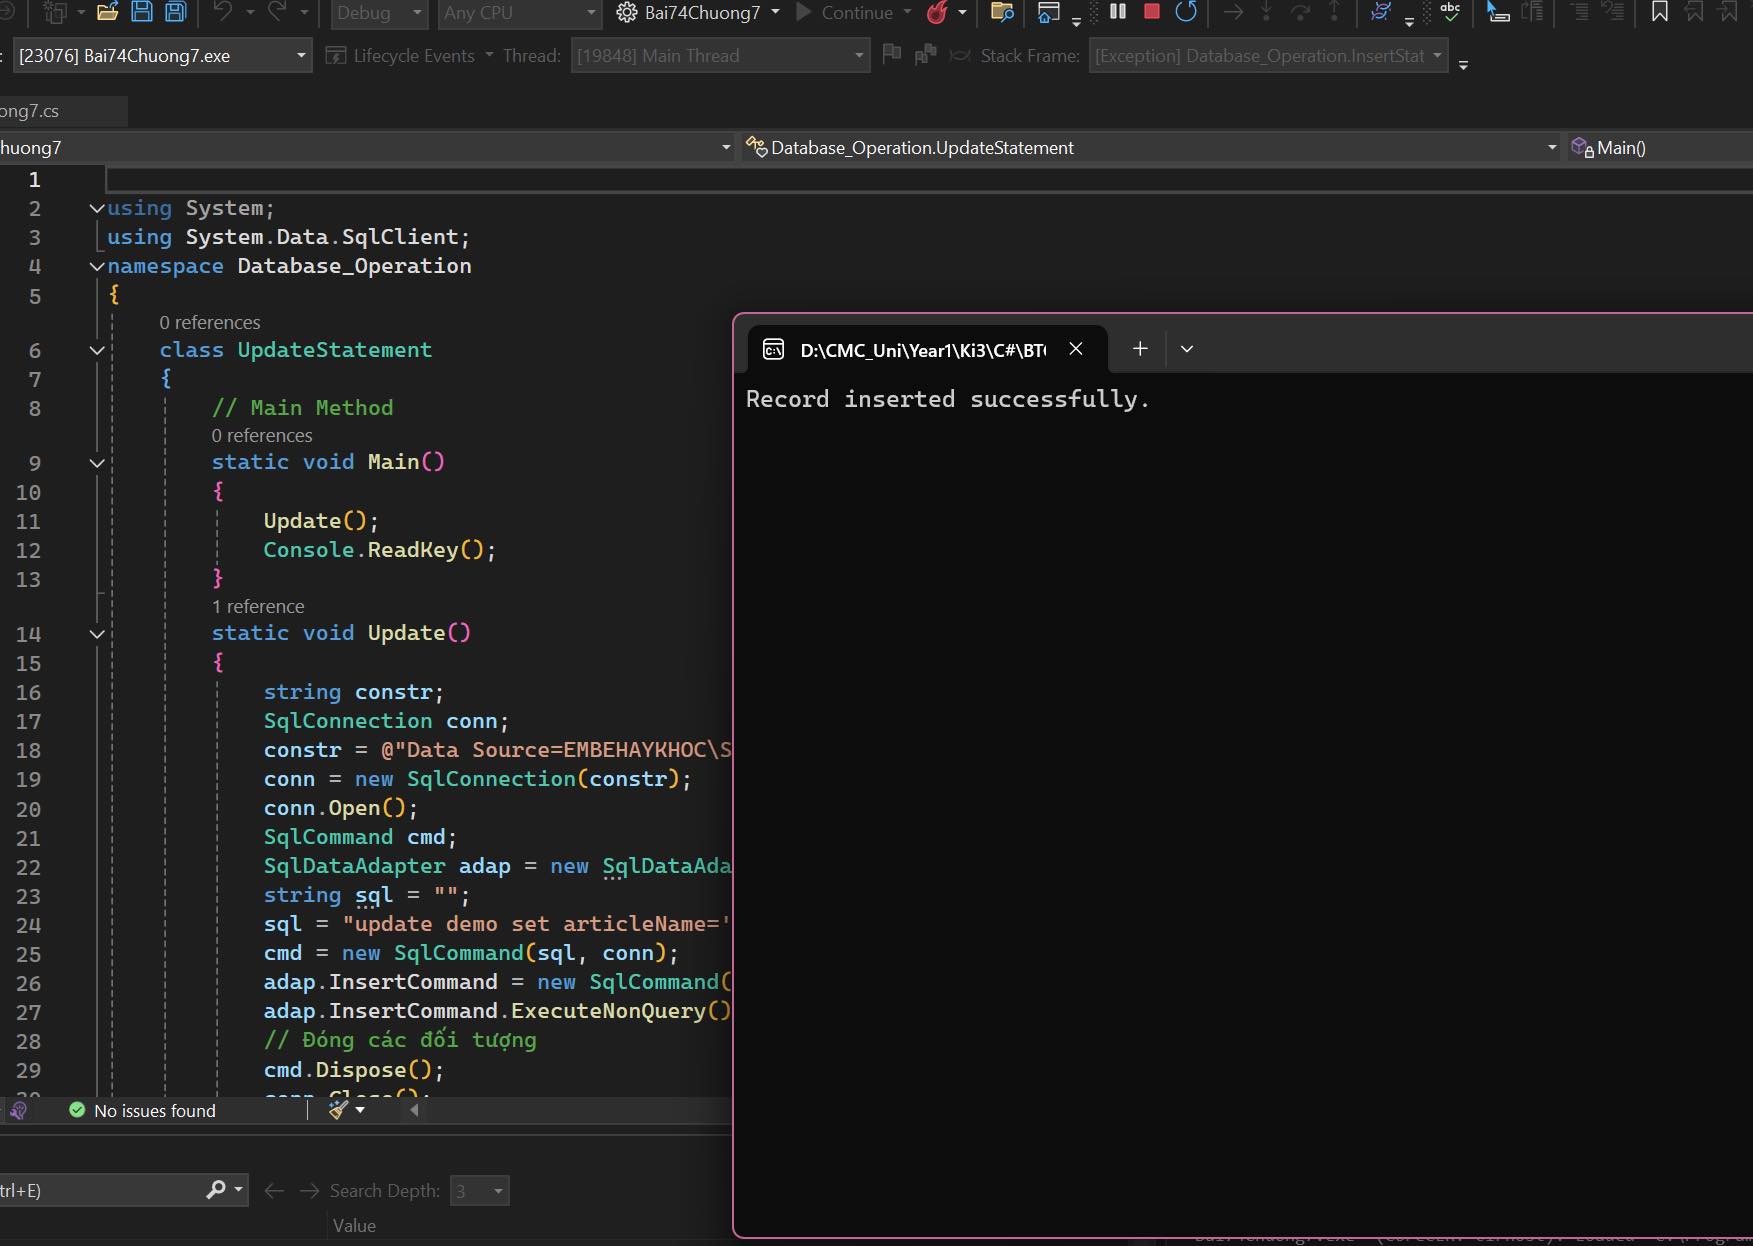 Debug Any CPU Bai74Chuong7 Continue
[23076] Bai74Chuong7.exe Lifecycle Events Thread: [19848] Main Thread Stack Frame: [Exception] Database_Operation.InsertStat
ong7.cs
huong7 Database_Operation.UpdateStatement Main()
1
2 using System;
3 using System.Data.SqlClient;
4 namespace Database_Operation
5 {
0 references
6 class UpdateStatement
7 {
8 // Main Method
0 references
9 static void Main()
10 {
11 Update();
12 Console.ReadKey();
13 }
1 reference
14 static void Update()
15 {
16 string constr;
17 SqlConnection conn;
18 constr = @"Data Source=EMBEHAYKHOC\S
19 conn = new SqlConnection(constr);
20 conn.Open();
21 SqlCommand cmd;
22 SqlDataAdapter adap = new SqlDataAda
23 string sql = "";
24 sql = "update demo set articleName='
25 cmd = new SqlCommand(sql, conn);
26 adap.InsertCommand = new SqlCommand(
27 adap.InsertCommand.ExecuteNonQuery()
28 // Đóng các đối tượng
29 cmd.Dispose();
30 conn.Close();
No issues found
trl+E) Search Depth: 3
Value
D:\CMC_Uni\Year1\Ki3\C#\BT
Record inserted successfully.